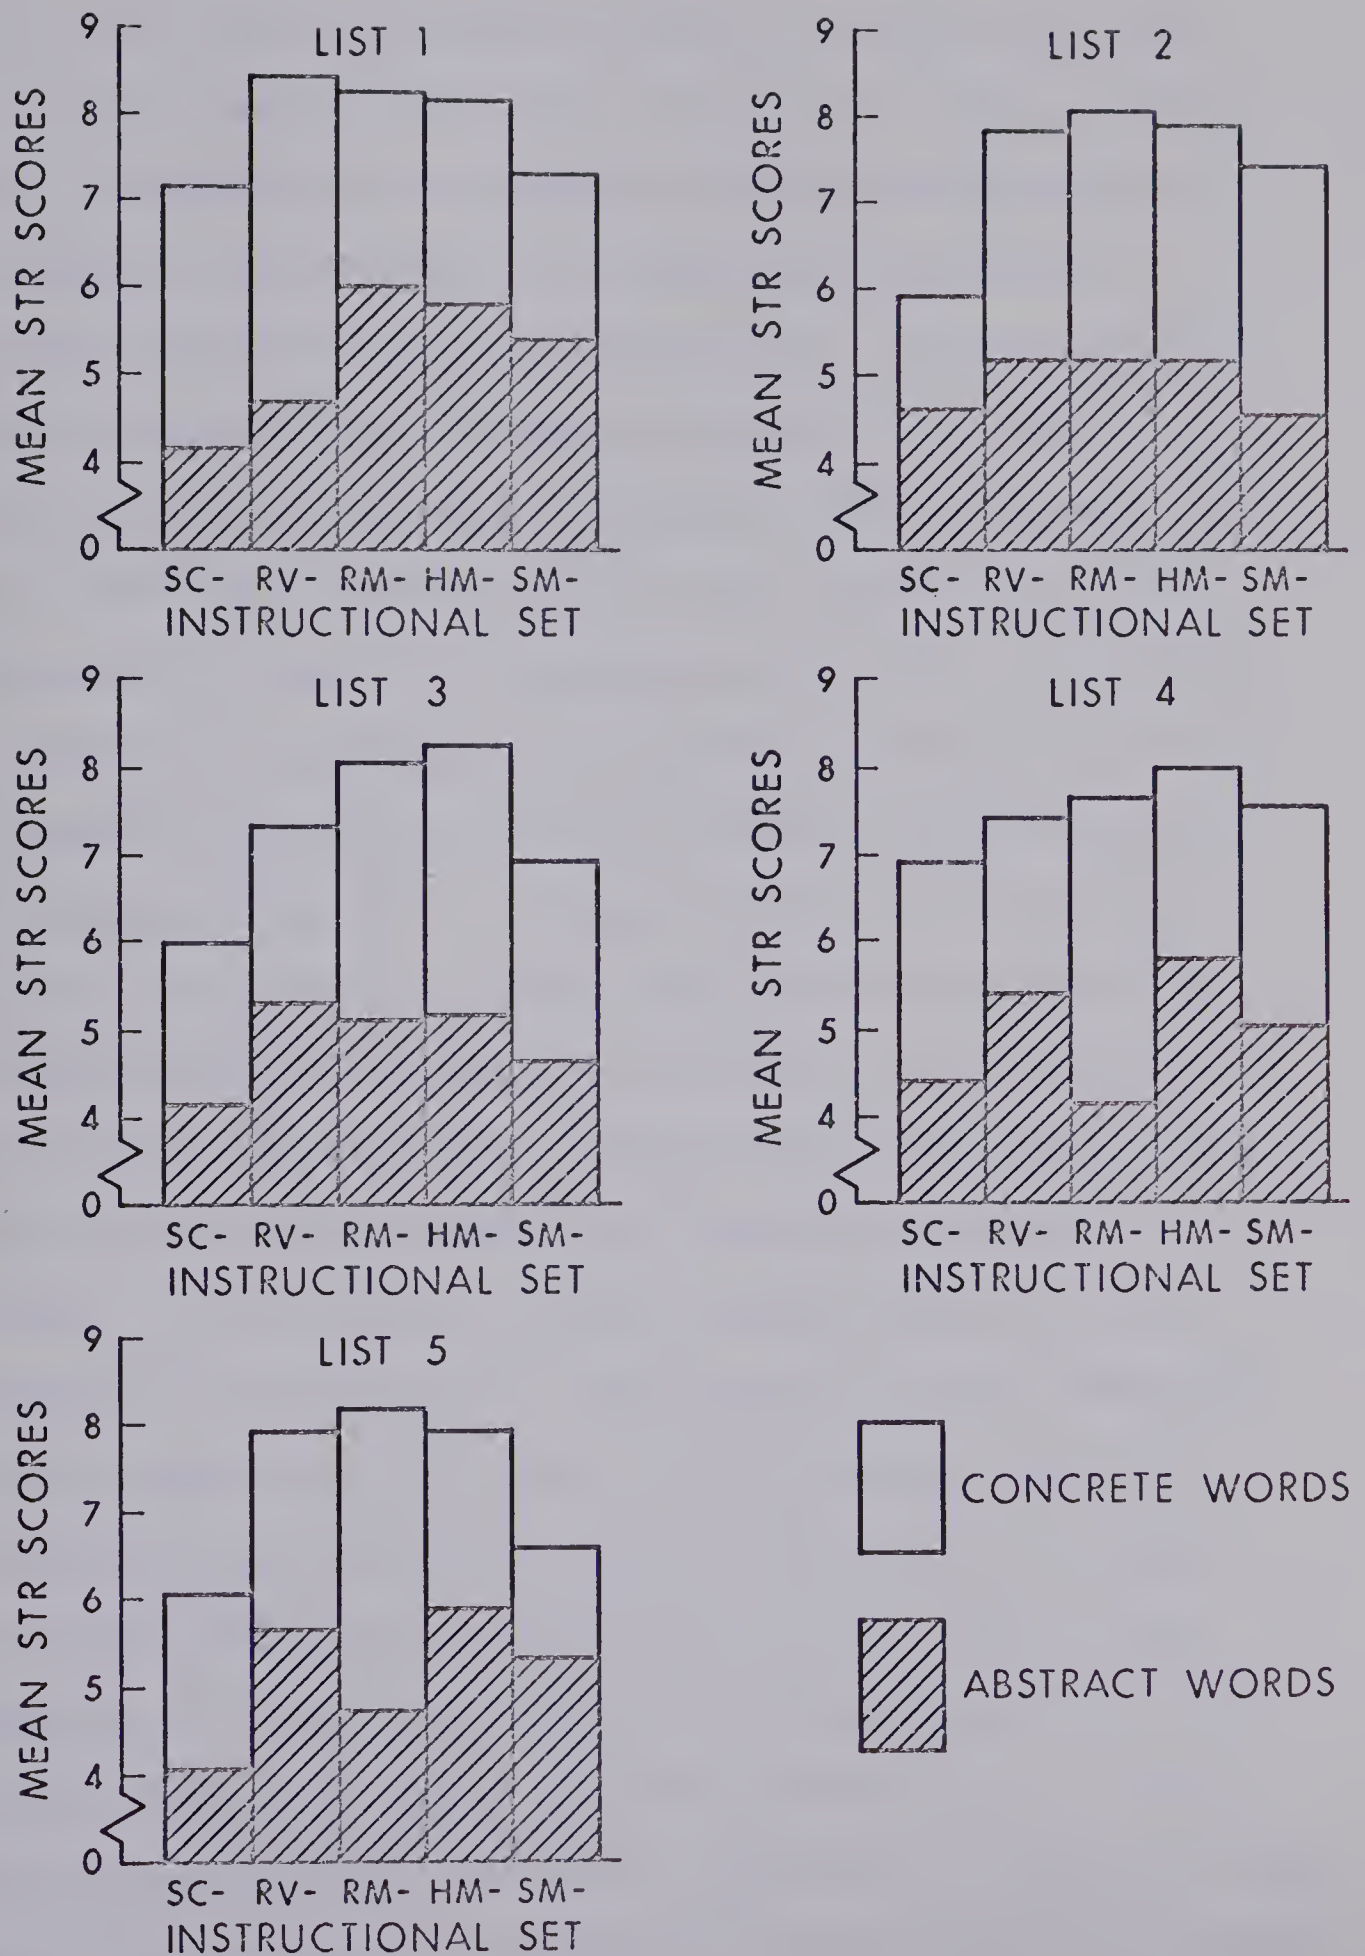 LIST 1
MEAN STR SCORES
9
8
7
6
5
4
0
SC- RV- RM- HM- SM-
INSTRUCTIONAL SET
LIST 2
MEAN STR SCORES
9
8
7
6
5
4
0
SC- RV- RM- HM- SM-
INSTRUCTIONAL SET
LIST 3
MEAN STR SCORES
9
8
7
6
5
4
0
SC- RV- RM- HM- SM-
INSTRUCTIONAL SET
LIST 4
MEAN STR SCORES
9
8
7
6
5
4
0
SC- RV- RM- HM- SM-
INSTRUCTIONAL SET
LIST 5
MEAN STR SCORES
9
8
7
6
5
4
0
SC- RV- RM- HM- SM-
INSTRUCTIONAL SET
CONCRETE WORDS
ABSTRACT WORDS